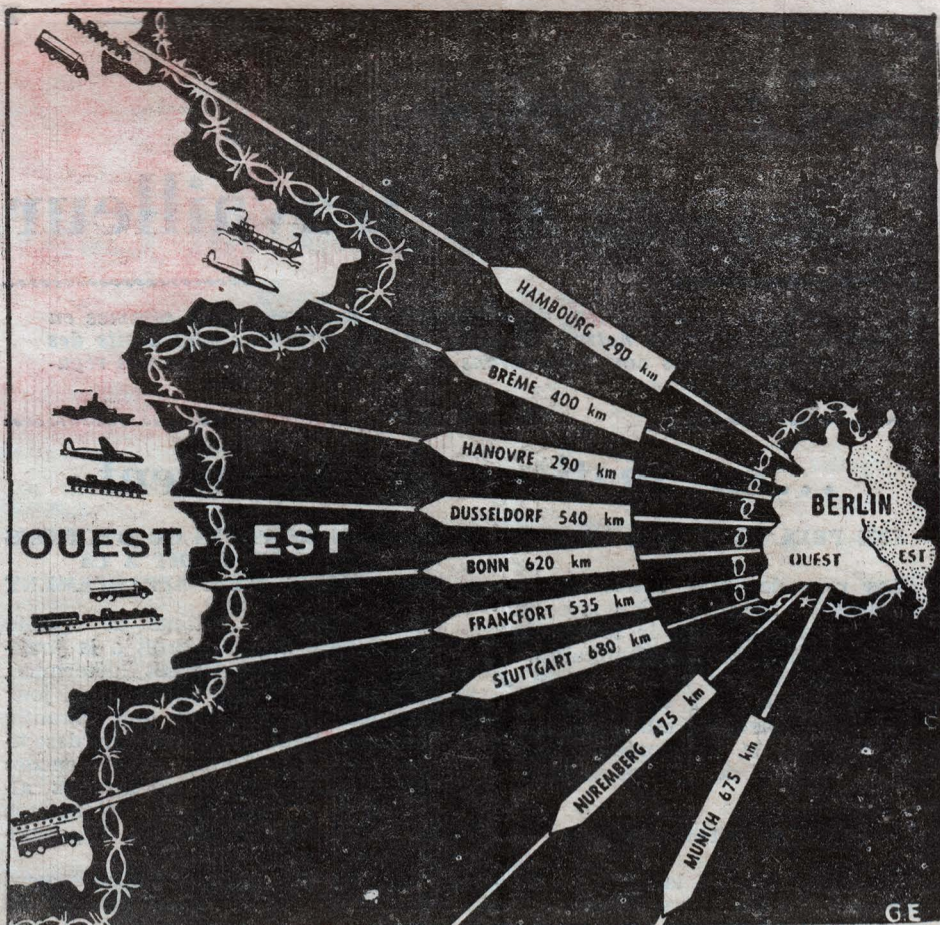 HAMBOURG 290 km
BRÊME 400 km
HANOVRE 290 km
DUSSELDORF 540 km
BONN 620 km
FRANCFORT 535 km
STUTTGART 680 km
NUREMBERG 475 km
MUNICH 675 km
OUEST EST
BERLIN
OUEST EST
G.E